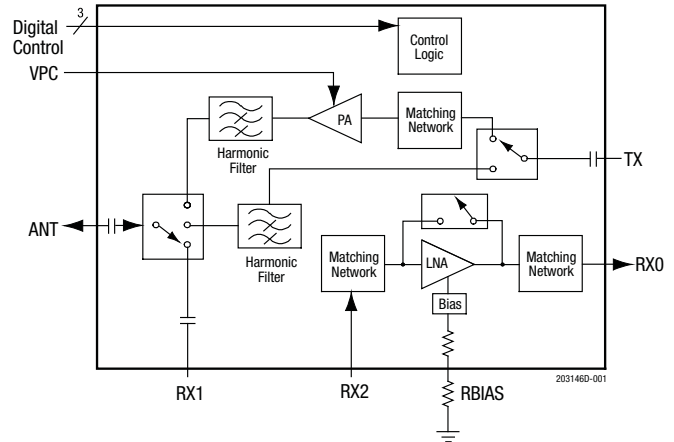 3
Digital
Control
Control
Logic
VPC
PA
Matching
Network
Harmonic
Filter
TX
ANT
Harmonic
Filter
Matching
Network
LNA
Matching
Network
RX0
Bias
203146D-001
RX1
RX2
RBIAS